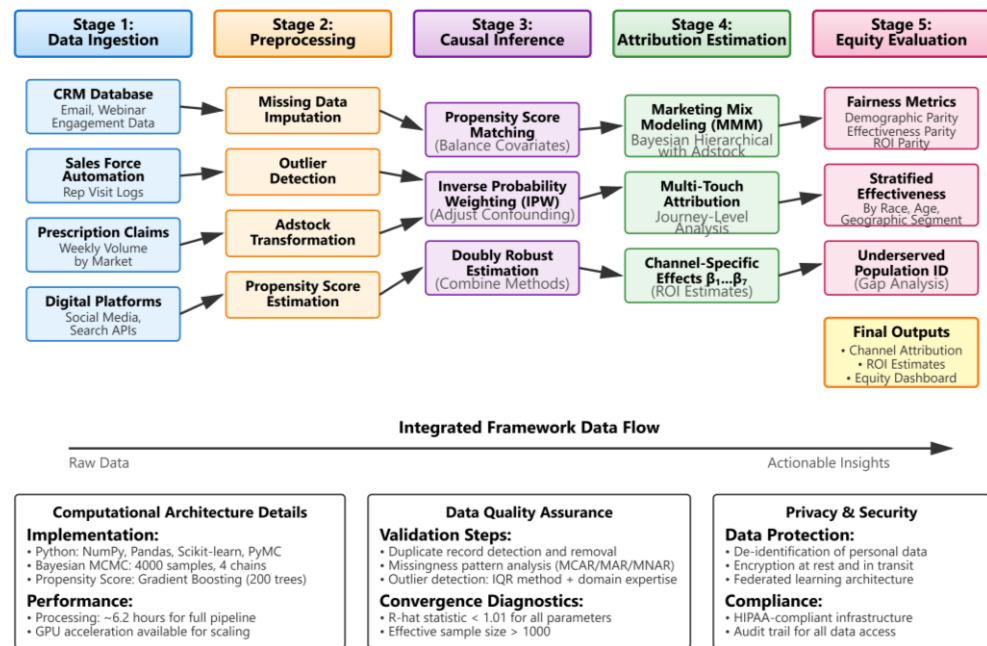 Stage 1:
Data Ingestion
Stage 2:
Preprocessing
Stage 3:
Causal Inference
Stage 4:
Attribution Estimation
Stage 5:
Equity Evaluation
CRM Database
Email, Webinar
Engagement Data
Sales Force
Automation
Rep Visit Logs
Prescription Claims
Weekly Volume
by Market
Digital Platforms
Social Media,
Search APIs
Missing Data
Imputation
Outlier
Detection
Adstock
Transformation
Propensity Score
Estimation
Propensity Score
Matching
(Balance Covariates)
Inverse Probability
Weighting (IPW)
(Adjust Confounding)
Doubly Robust
Estimation
(Combine Methods)
Marketing Mix
Modeling (MMM)
Bayesian Hierarchical
with Adstock
Multi-Touch
Attribution
Journey-Level
Analysis
Channel-Specific
Effects β₁...β₇
(ROI Estimates)
Fairness Metrics
Demographic Parity
Effectiveness Parity
ROI Parity
Stratified
Effectiveness
By Race, Age,
Geographic Segment
Underserved
Population ID
(Gap Analysis)
Final Outputs
• Channel Attribution
• ROI Estimates
• Equity Dashboard
Integrated Framework Data Flow
Raw Data
Actionable Insights
Computational Architecture Details
Implementation:
• Python: NumPy, Pandas, Scikit-learn, PyMC
• Bayesian MCMC: 4000 samples, 4 chains
• Propensity Score: Gradient Boosting (200 trees)
Performance:
• Processing: ~6.2 hours for full pipeline
• GPU acceleration available for scaling
Data Quality Assurance
Validation Steps:
• Duplicate record detection and removal
• Missingness pattern analysis (MCAR/MAR/MNAR)
• Outlier detection: IQR method + domain expertise
Convergence Diagnostics:
• R-hat statistic < 1.01 for all parameters
• Effective sample size > 1000
Privacy & Security
Data Protection:
• De-identification of personal data
• Encryption at rest and in transit
• Federated learning architecture
Compliance:
• HIPAA-compliant infrastructure
• Audit trail for all data access